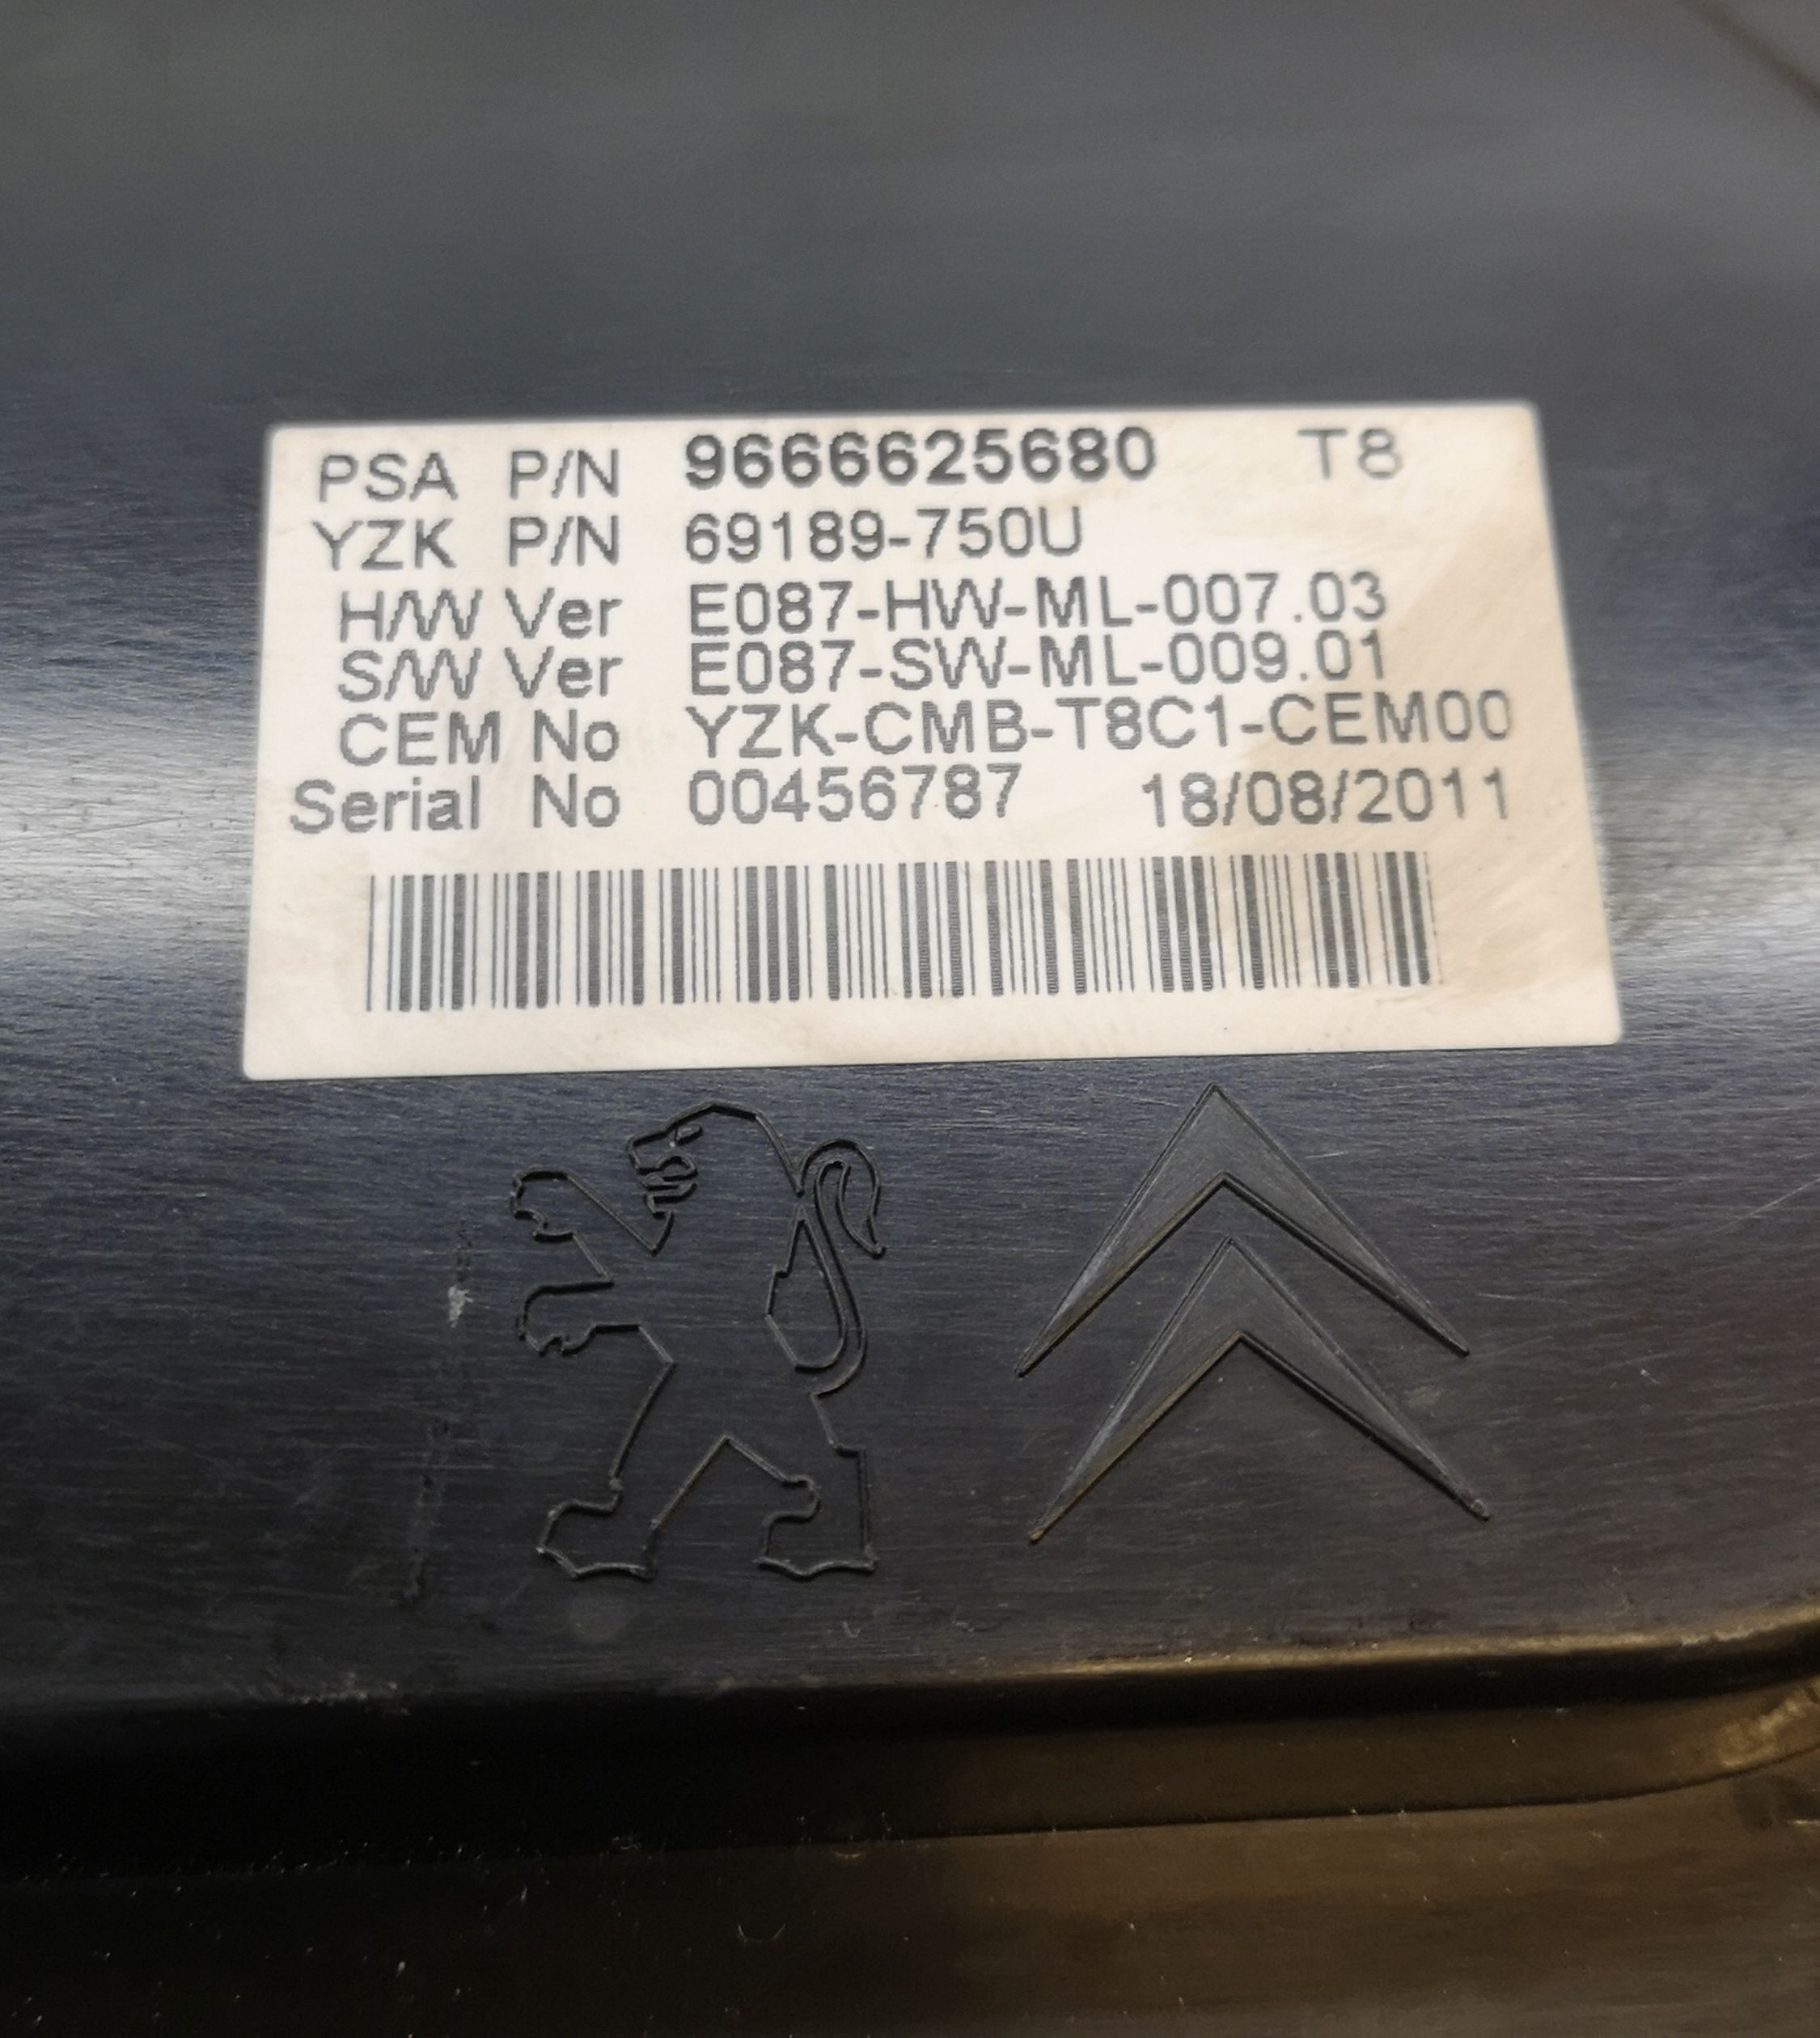 PSA P/N 9666625680 T8
YZK P/N 69189-750U
H/W Ver E087-HW-ML-007.03
S/W Ver E087-SW-ML-009.01
CEM No YZK-CMB-T8C1-CEM00
Serial No 00456787 18/08/2011